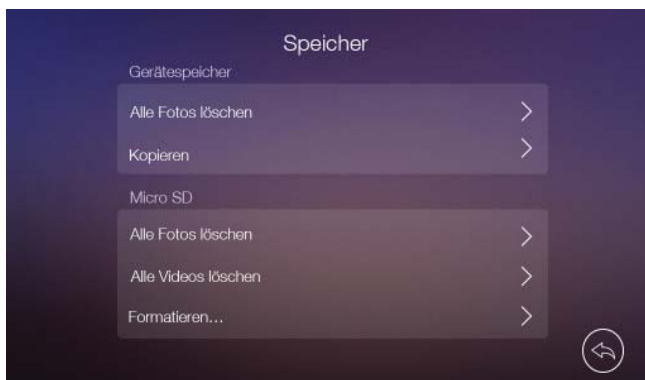 Speicher
Gerätespeicher
Alle Fotos löschen
Kopieren
Micro SD
Alle Fotos löschen
Alle Videos löschen
Formatieren...